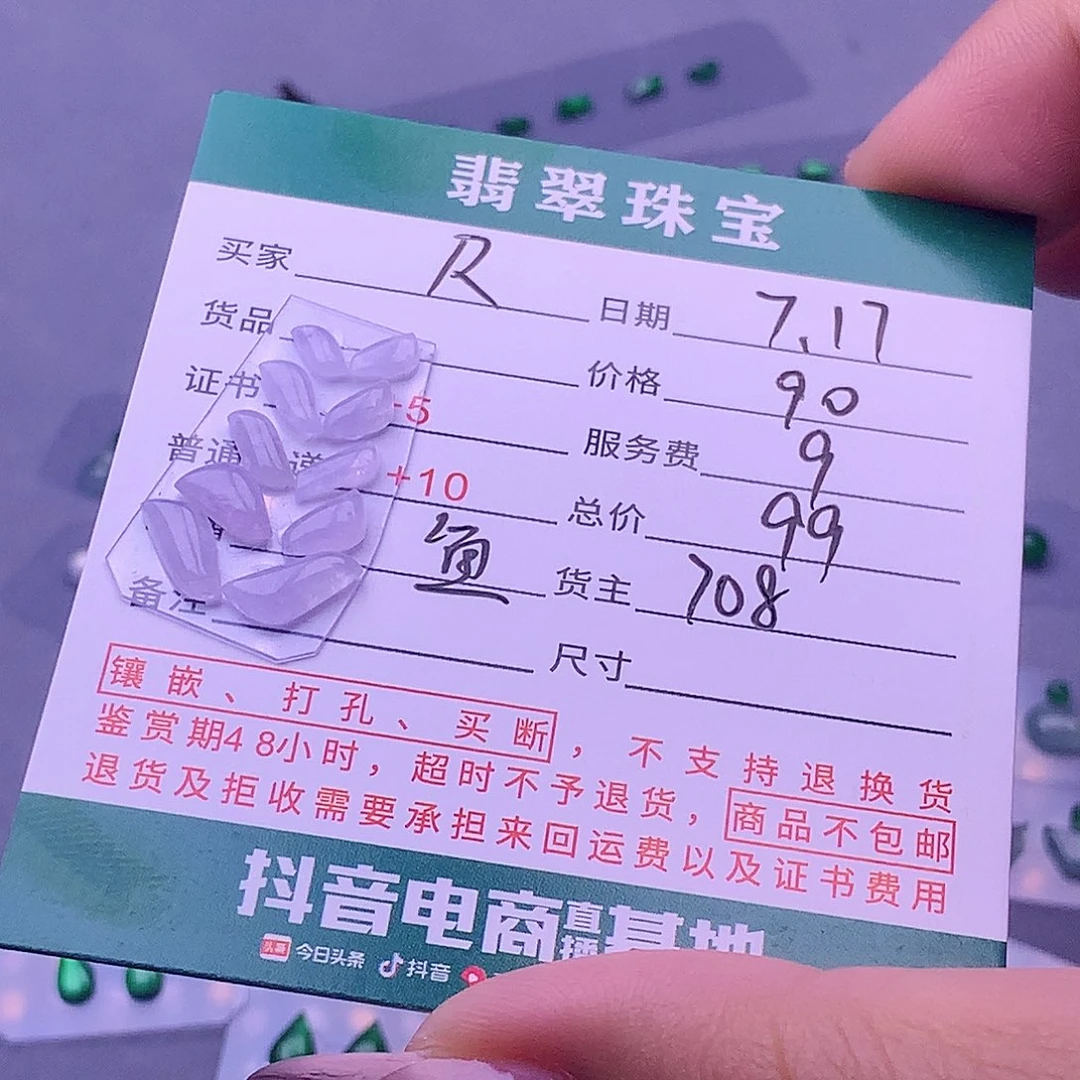 翡翠珠宝
买家 R 日期 7.17
货品 价格 90
证书 +5 服务费 9
普通 +10 总价 99
鱼 货主 708
备注 尺寸
镶嵌、打孔、买断，不支持退换货
鉴赏期48小时，超时不予退货，商品不包邮
退货及拒收需要承担来回运费以及证书费用
抖音电商直播基地
头条 今日头条 抖音